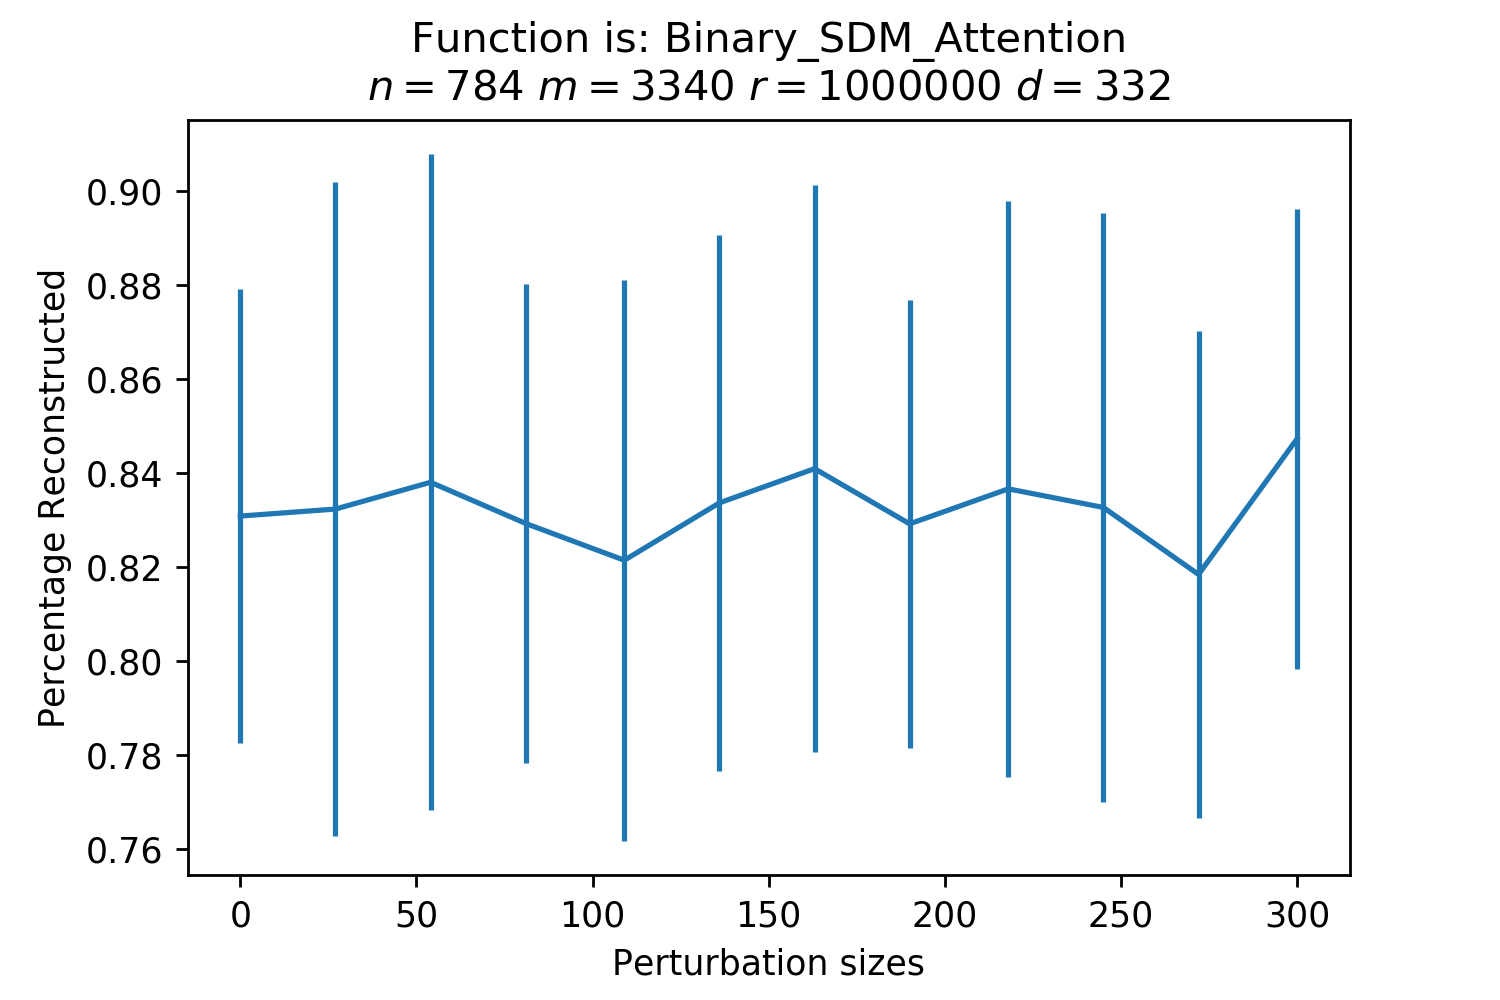 Function is: Binary_SDM_Attention
n = 784 m = 3340 r = 1000000 d = 332
Percentage Reconstructed
0.90
0.88
0.86
0.84
0.82
0.80
0.78
0.76
0 50 100 150 200 250 300
Perturbation sizes